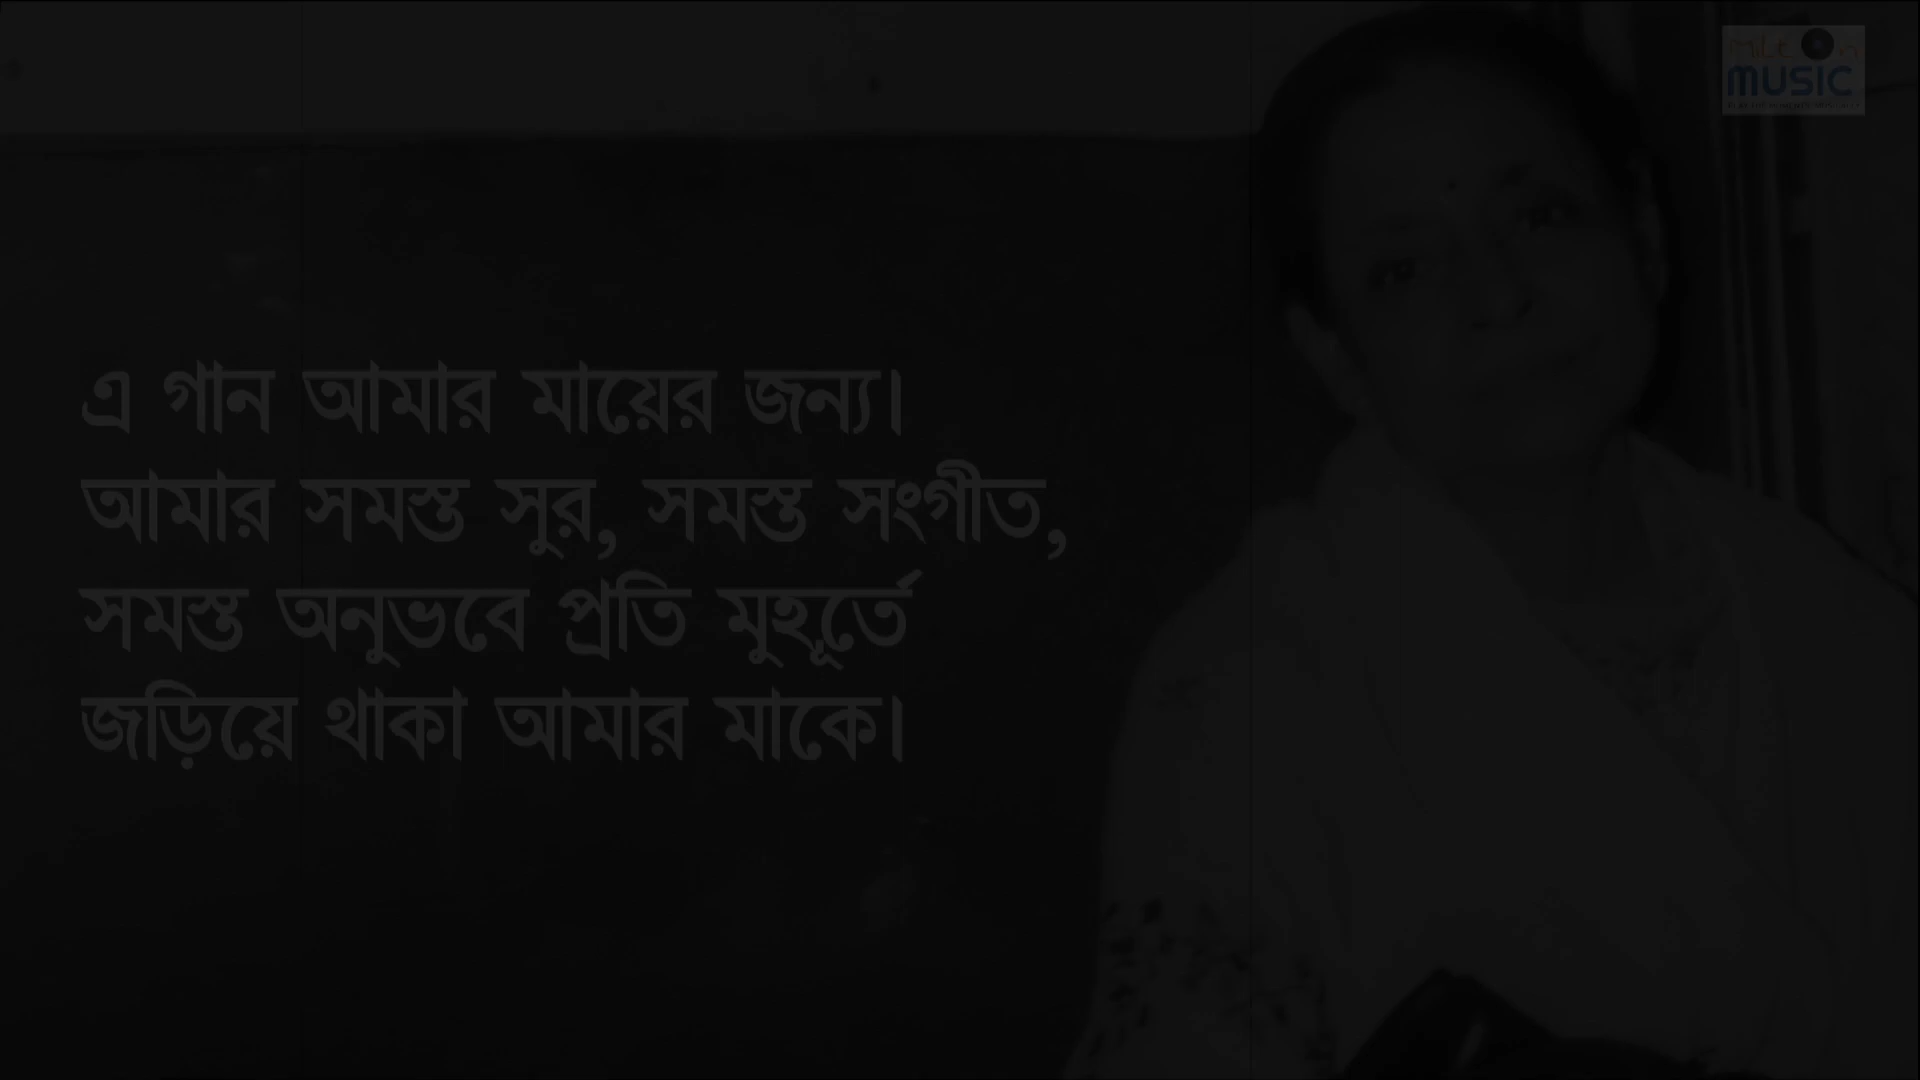 এ গান আমার মায়ের জন্য।
আমার সমস্ত সুর, সমস্ত সংগীত,
সমস্ত অনুভবে প্রতি মুহূর্তে
জড়িয়ে থাকা আমার মাকে।
MUSIC